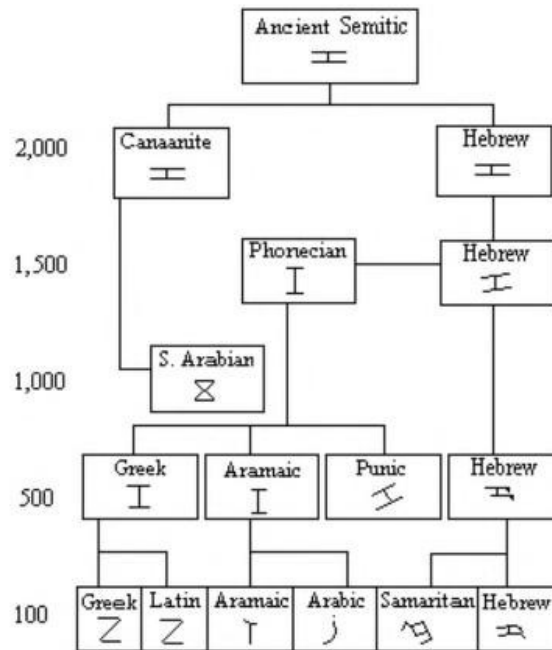 Ancient Semitic
2,000
Canaanite
Hebrew
1,500
Phonecian
Hebrew
1,000
S. Arabian
500
Greek Aramaic Punic Hebrew
100
Greek Latin Aramaic Arabic Samaritan Hebrew